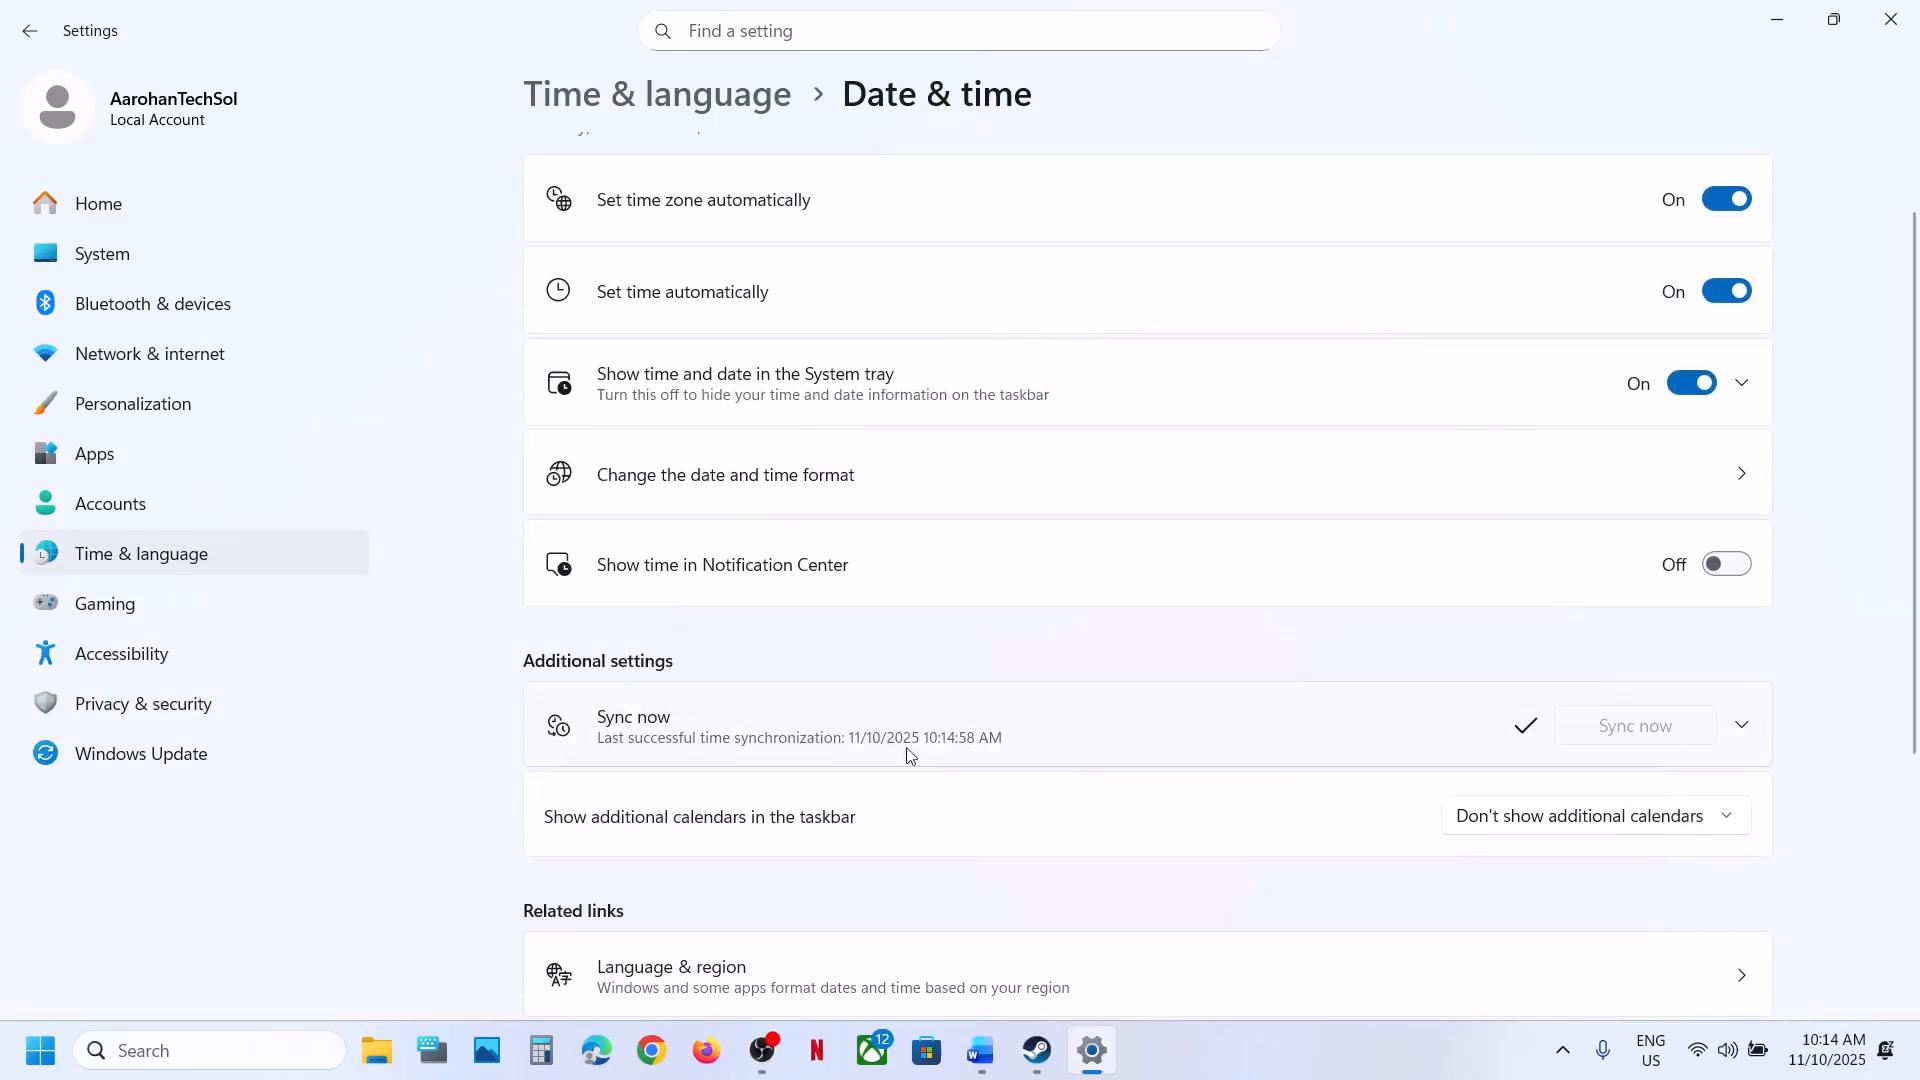 Settings
Find a setting
AarohanTechSol
Local Account
Home
System
Bluetooth & devices
Network & internet
Personalization
Apps
Accounts
Time & language
Gaming
Accessibility
Privacy & security
Windows Update
Time & language › Date & time
Set time zone automatically
On
Set time automatically
On
Show time and date in the System tray
Turn this off to hide your time and date information on the taskbar
On
Change the date and time format
Show time in Notification Center
Off
Additional settings
Sync now
Last successful time synchronization: 11/10/2025 10:14:58 AM
Sync now
Show additional calendars in the taskbar
Don't show additional calendars
Related links
Language & region
Windows and some apps format dates and time based on your region
Search
12
ENG
US
10:14 AM
11/10/2025